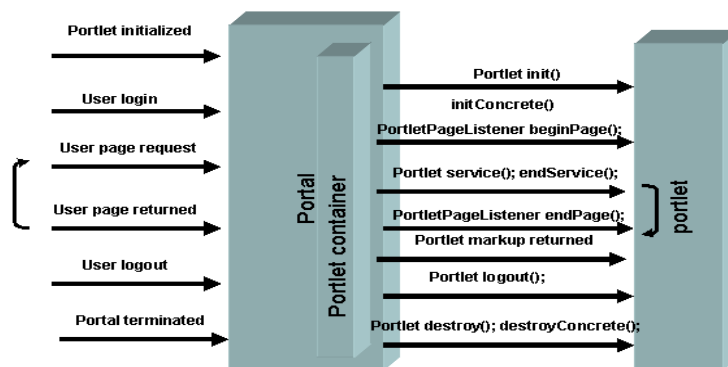 Portlet initialized
User login
User page request
User page returned
User logout
Portal terminated
Portal
Portlet container
Portlet init()
initConcrete()
PortletPageListener beginPage();
Portlet service(); endService();
PortletPageListener endPage();
Portlet markup returned
Portlet logout();
Portlet destroy(); destroyConcrete();
portlet